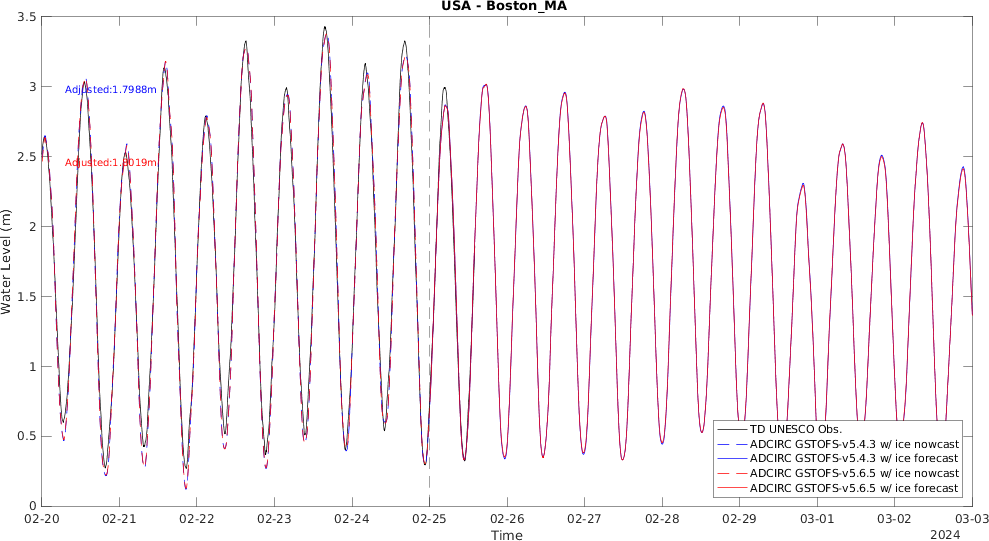 USA - Boston_MA
Water Level (m)
3.5
3
2.5
2
1.5
1
0.5
0
Adjusted:1.7988m
Adjusted:1.8019m
TD UNESCO Obs.
ADCIRC GSTOFS-v5.4.3 w/ ice nowcast
ADCIRC GSTOFS-v5.4.3 w/ ice forecast
ADCIRC GSTOFS-v5.6.5 w/ ice nowcast
ADCIRC GSTOFS-v5.6.5 w/ ice forecast
02-20 02-21 02-22 02-23 02-24 02-25 02-26 02-27 02-28 02-29 03-01 03-02 03-03
Time
2024